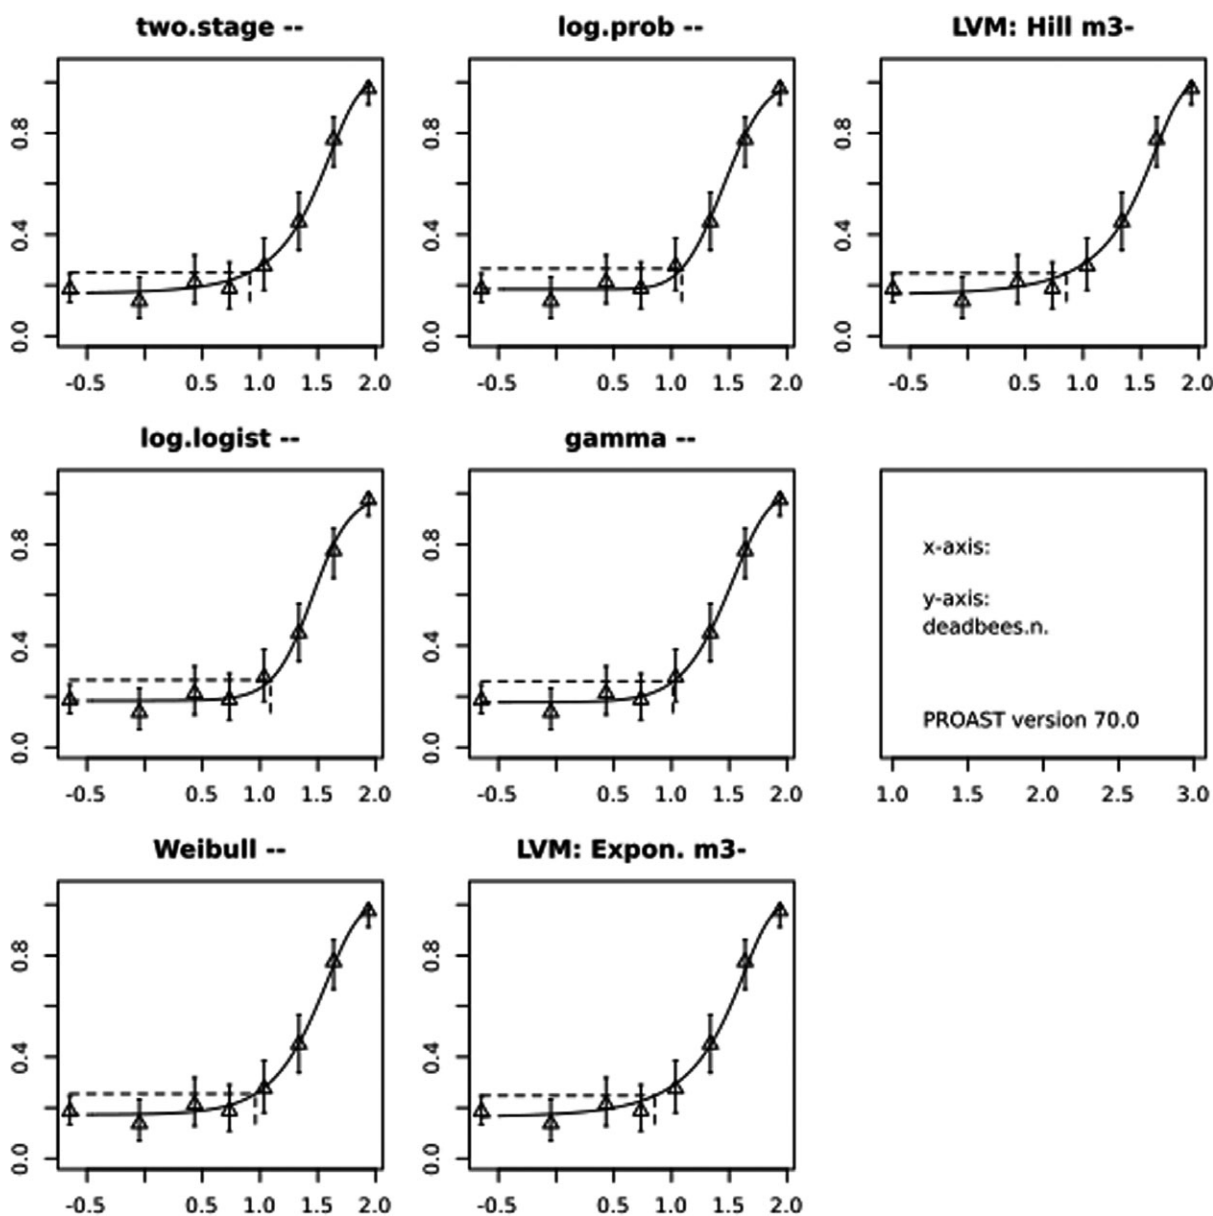 two.stage --
log.prob --
LVM: Hill m3-
0.0 0.4 0.8
-0.5 0.5 1.0 1.5 2.0
0.0 0.4 0.8
-0.5 0.5 1.0 1.5 2.0
0.0 0.4 0.8
-0.5 0.5 1.0 1.5 2.0
log.logist --
gamma --
0.0 0.4 0.8
-0.5 0.5 1.0 1.5 2.0
0.0 0.4 0.8
-0.5 0.5 1.0 1.5 2.0
x-axis:
y-axis:
deadbees.n.
PROAST version 70.0
1.0 1.5 2.0 2.5 3.0
Weibull --
LVM: Expon. m3-
0.0 0.4 0.8
-0.5 0.5 1.0 1.5 2.0
0.0 0.4 0.8
-0.5 0.5 1.0 1.5 2.0